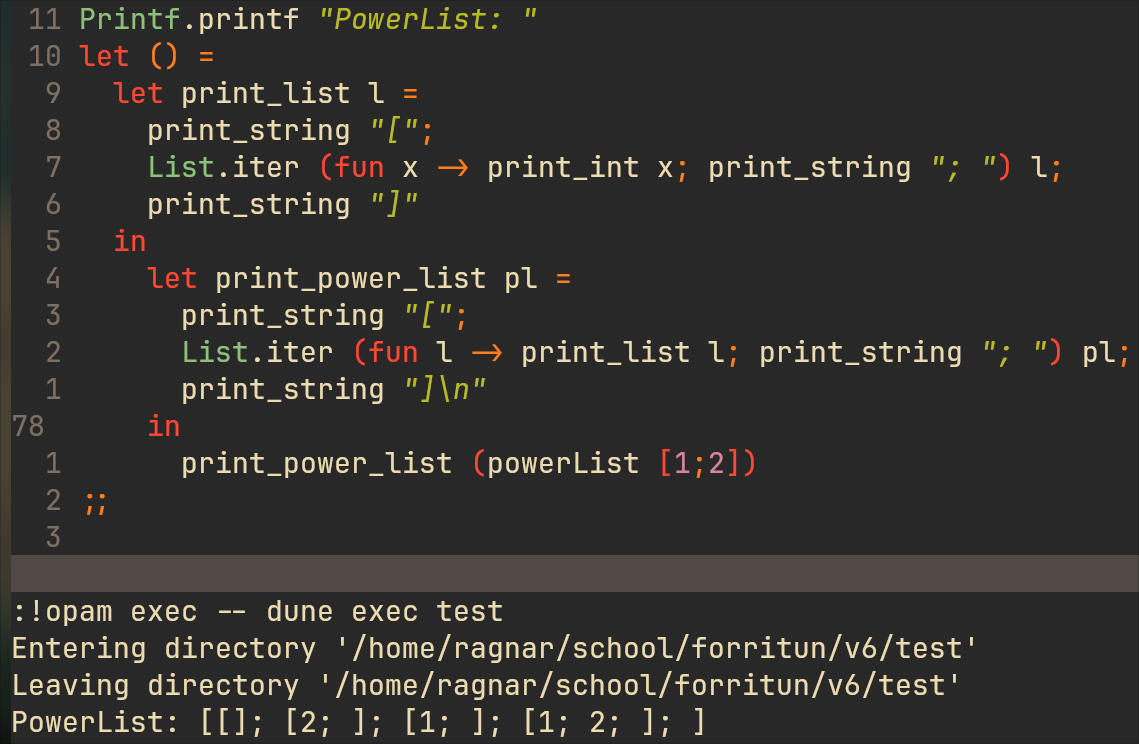 11 Printf.printf "PowerList: "
10 let () =
9   let print_list l =
8     print_string "[";
7     List.iter (fun x -> print_int x; print_string "; ") l;
6     print_string "]"
5   in
4     let print_power_list pl =
3       print_string "[";
2       List.iter (fun l -> print_list l; print_string "; ") pl;
1       print_string "]\n"
78     in
1       print_power_list (powerList [1;2])
2 ;;
3
:!opam exec -- dune exec test
Entering directory '/home/ragnar/school/forritun/v6/test'
Leaving directory '/home/ragnar/school/forritun/v6/test'
PowerList: [[]; [2; ]; [1; ]; [1; 2; ]; ]